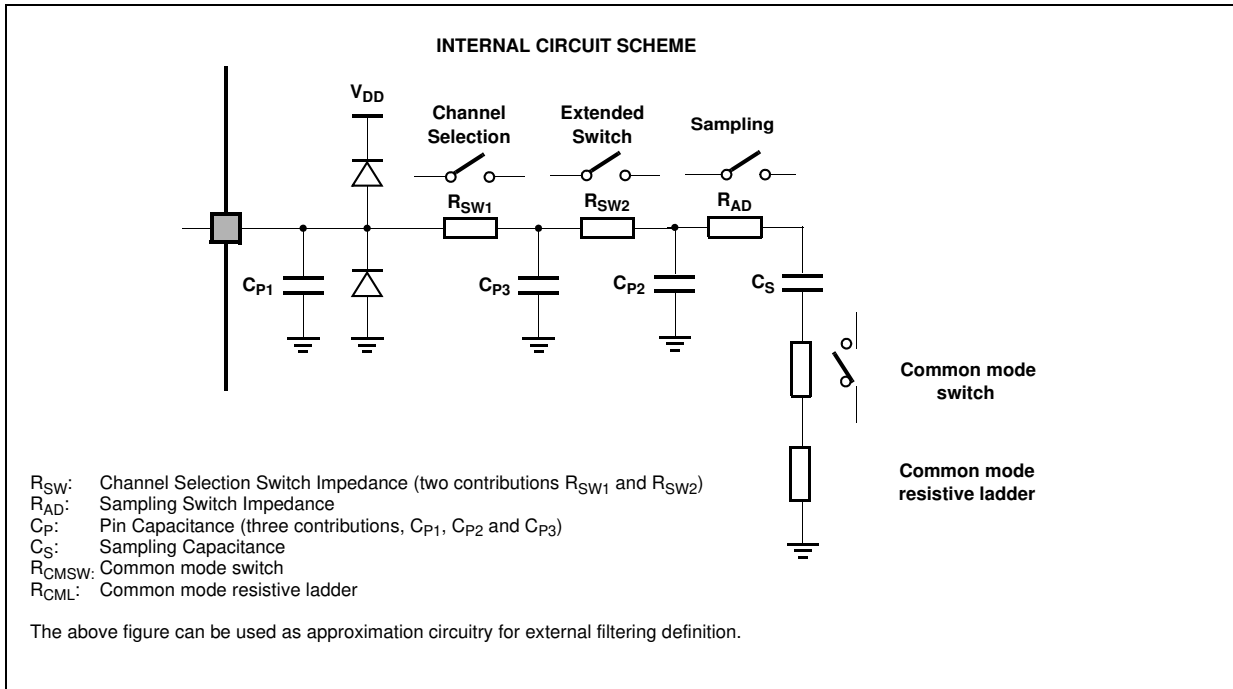 INTERNAL CIRCUIT SCHEME
VDD
Channel
Selection
Extended
Switch
Sampling
RSW1
RSW2
RAD
CP1
CP3
CP2
CS
Common mode
switch
Common mode
resistive ladder
RSW: Channel Selection Switch Impedance (two contributions RSW1 and RSW2)
RAD: Sampling Switch Impedance
CP: Pin Capacitance (three contributions, CP1, CP2 and CP3)
CS: Sampling Capacitance
RCMSW: Common mode switch
RCML: Common mode resistive ladder
The above figure can be used as approximation circuitry for external filtering definition.